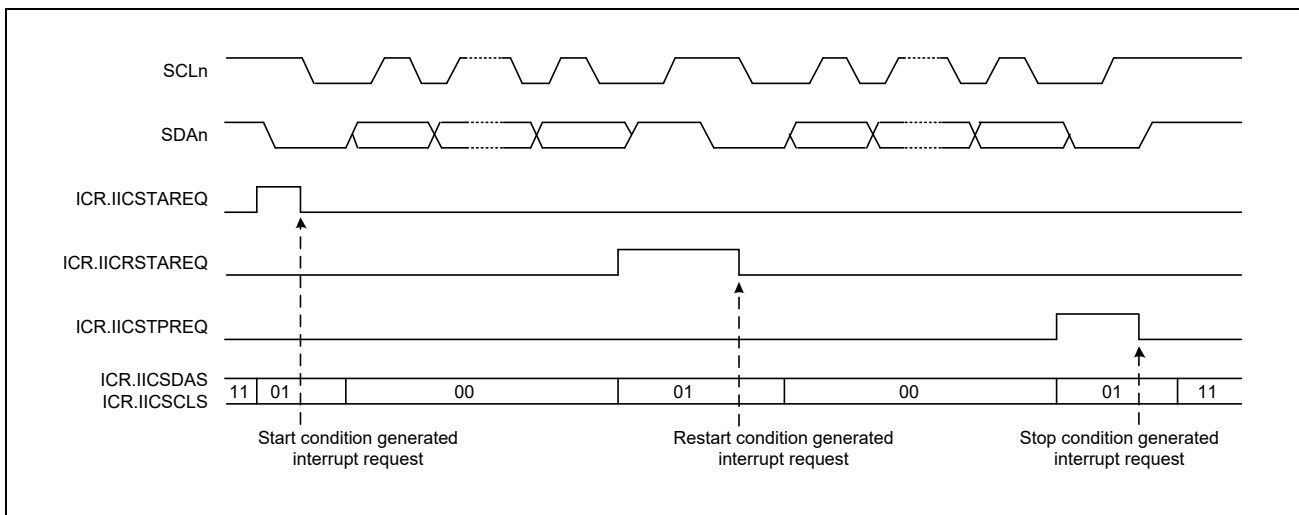 SCLn
SDAn
ICR.IICSTAREQ
ICR.IICRSTAREQ
ICR.IICSTPREQ
ICR.IICSDAS
ICR.IICSCLS
11 01 00 01 00 01 11
Start condition generated
interrupt request
Restart condition generated
interrupt request
Stop condition generated
interrupt request